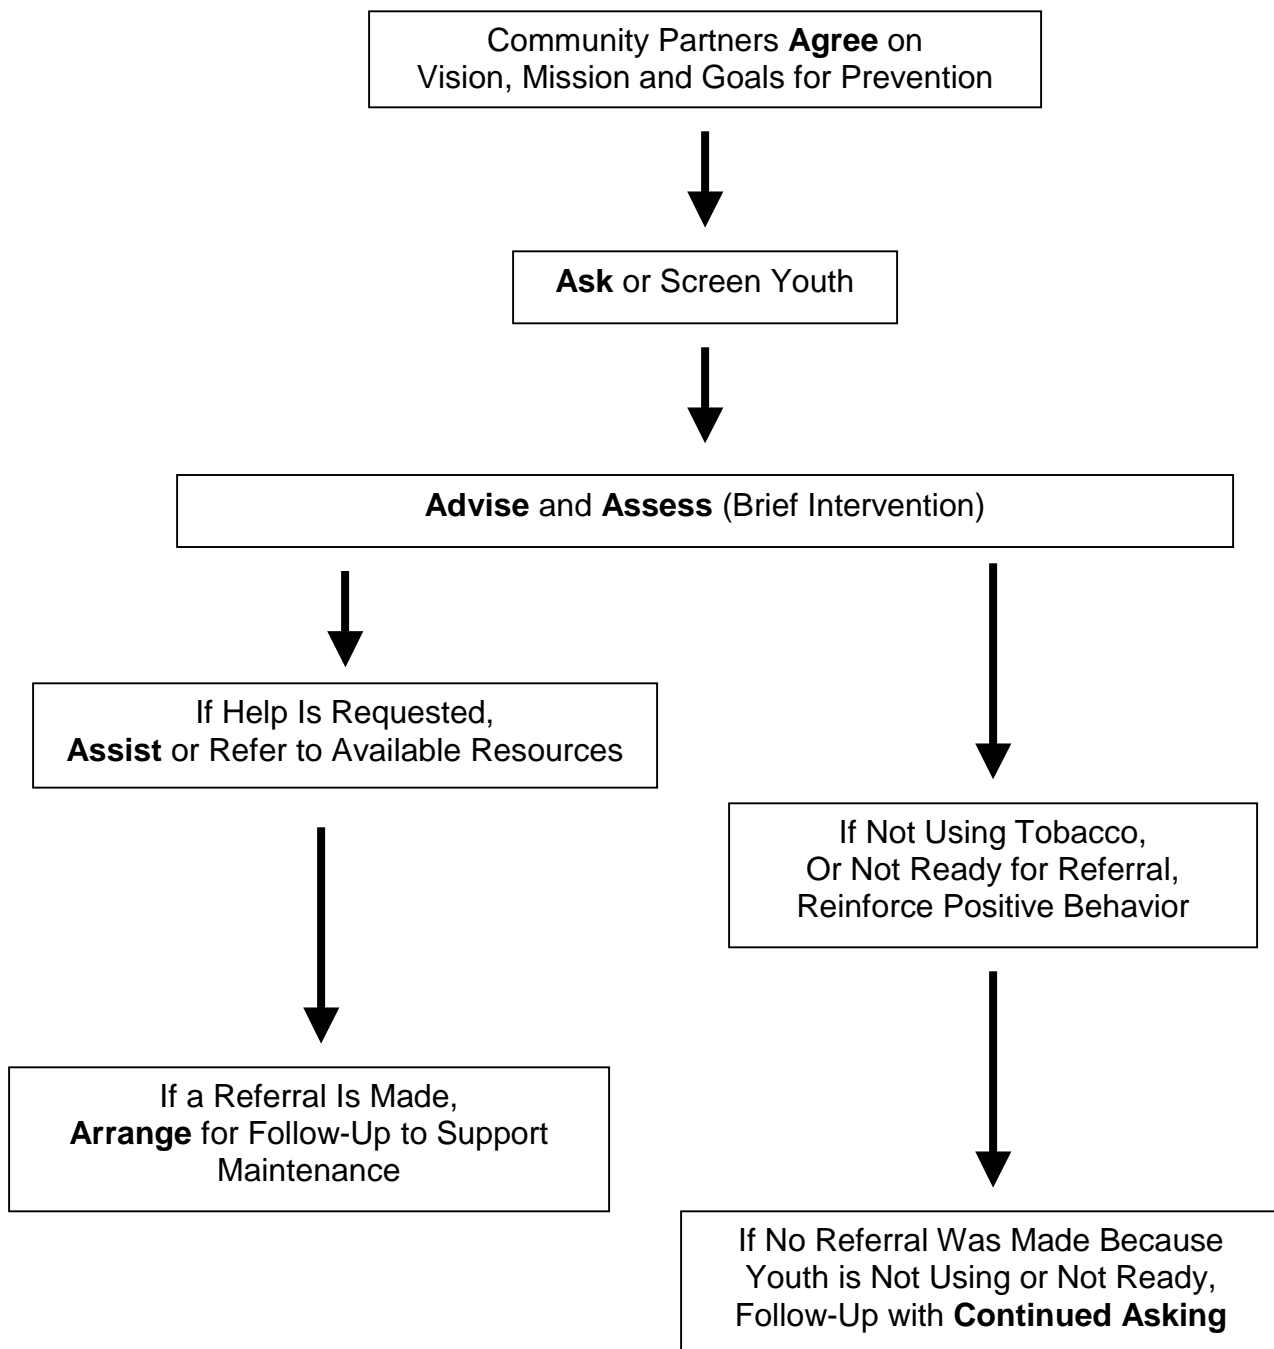 Community Partners Agree on
Vision, Mission and Goals for Prevention
Ask or Screen Youth
Advise and Assess (Brief Intervention)
If Help Is Requested,
Assist or Refer to Available Resources
If Not Using Tobacco,
Or Not Ready for Referral,
Reinforce Positive Behavior
If a Referral Is Made,
Arrange for Follow-Up to Support
Maintenance
If No Referral Was Made Because
Youth is Not Using or Not Ready,
Follow-Up with Continued Asking